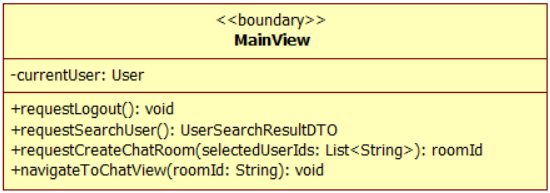 <<boundary>>
MainView
-currentUser: User
+requestLogout(): void
+requestSearchUser(): UserSearchResultDTO
+requestCreateChatRoom(selectedUserIds: List<String>): roomId
+navigateToChatView(roomId: String): void